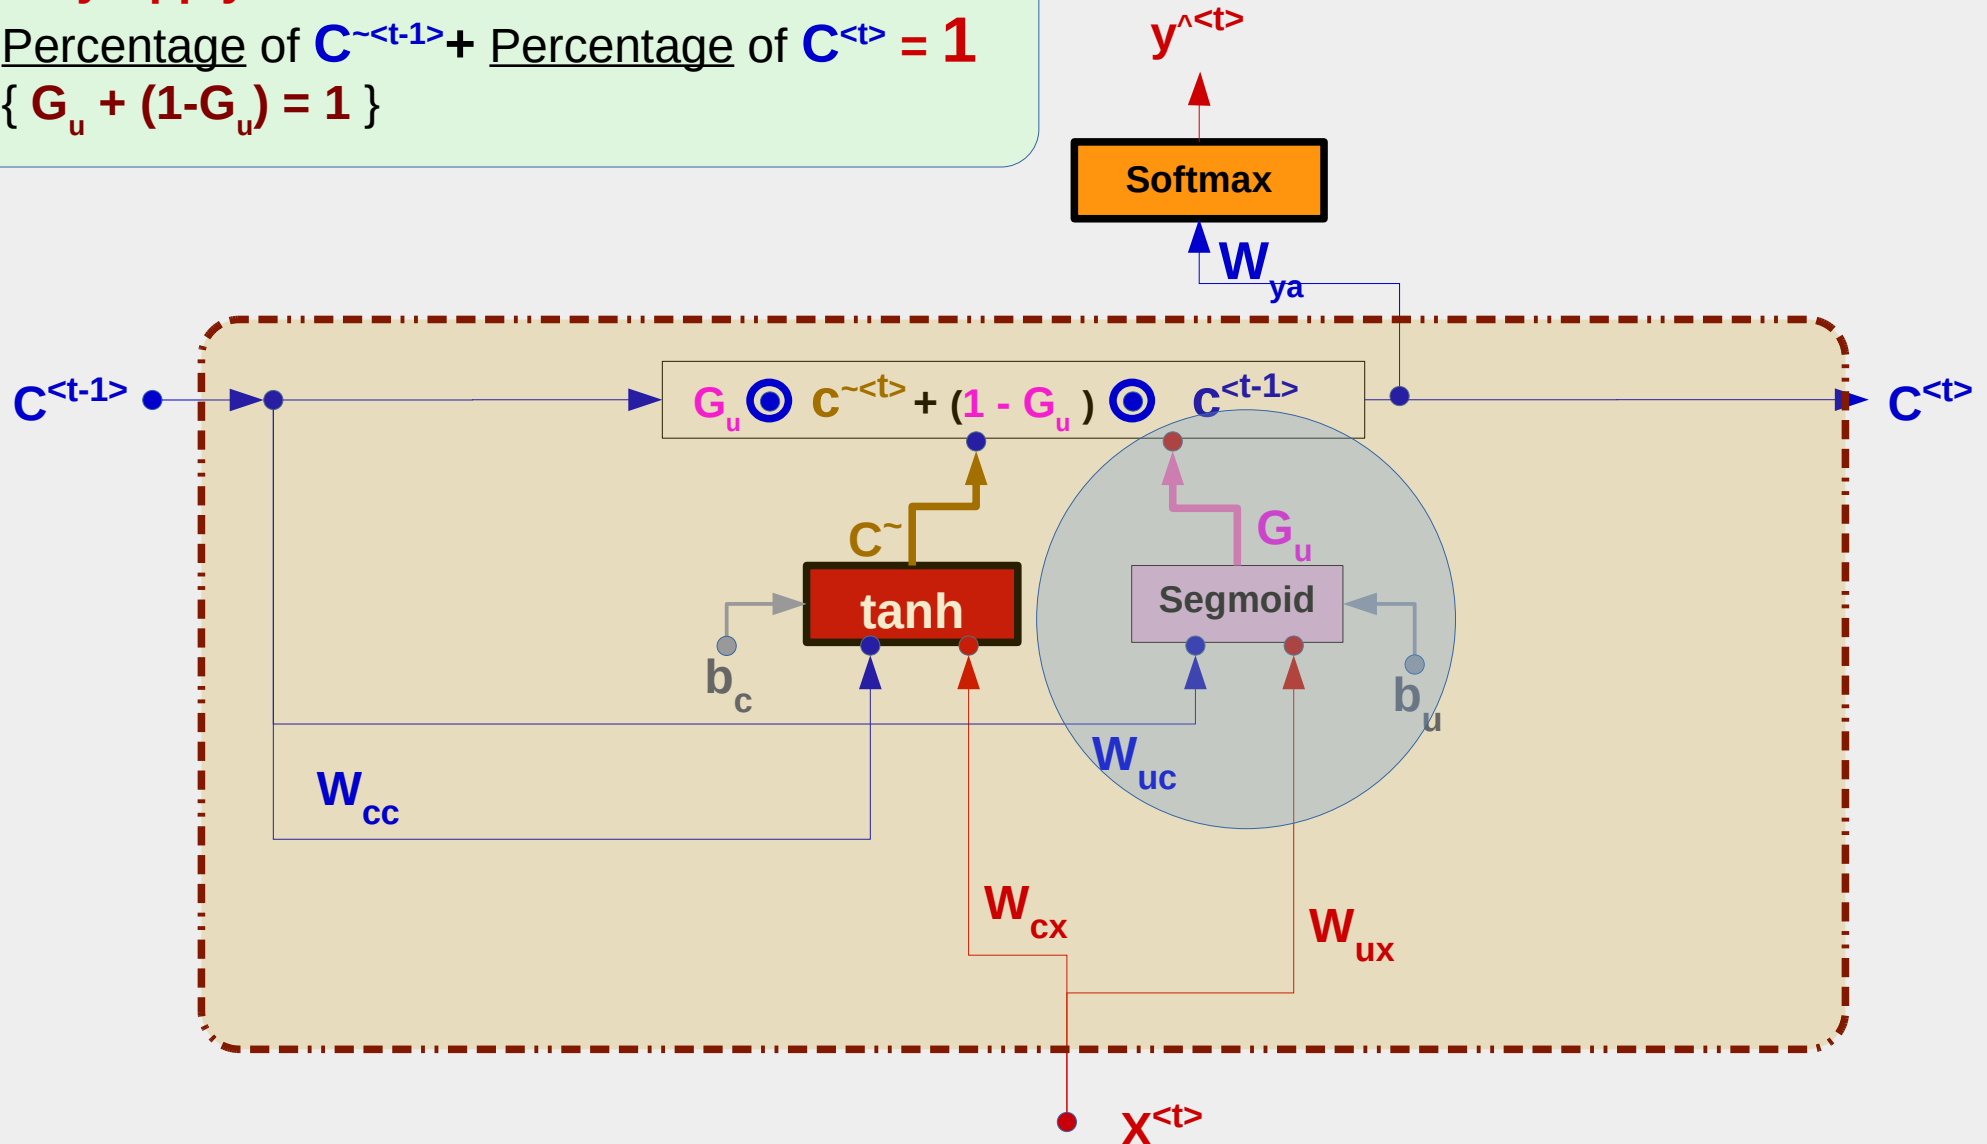 Percentage of C~<t-1>+ Percentage of C<t> = 1
{ Gu + (1-Gu) = 1 }
y^<t>
Softmax
Wya
C<t-1>
Gu ⊙ c~<t> + (1 - Gu ) ⊙ c<t-1>
C<t>
C~
Gu
tanh
Segmoid
bc
bu
Wuc
Wcc
Wcx
Wux
X<t>